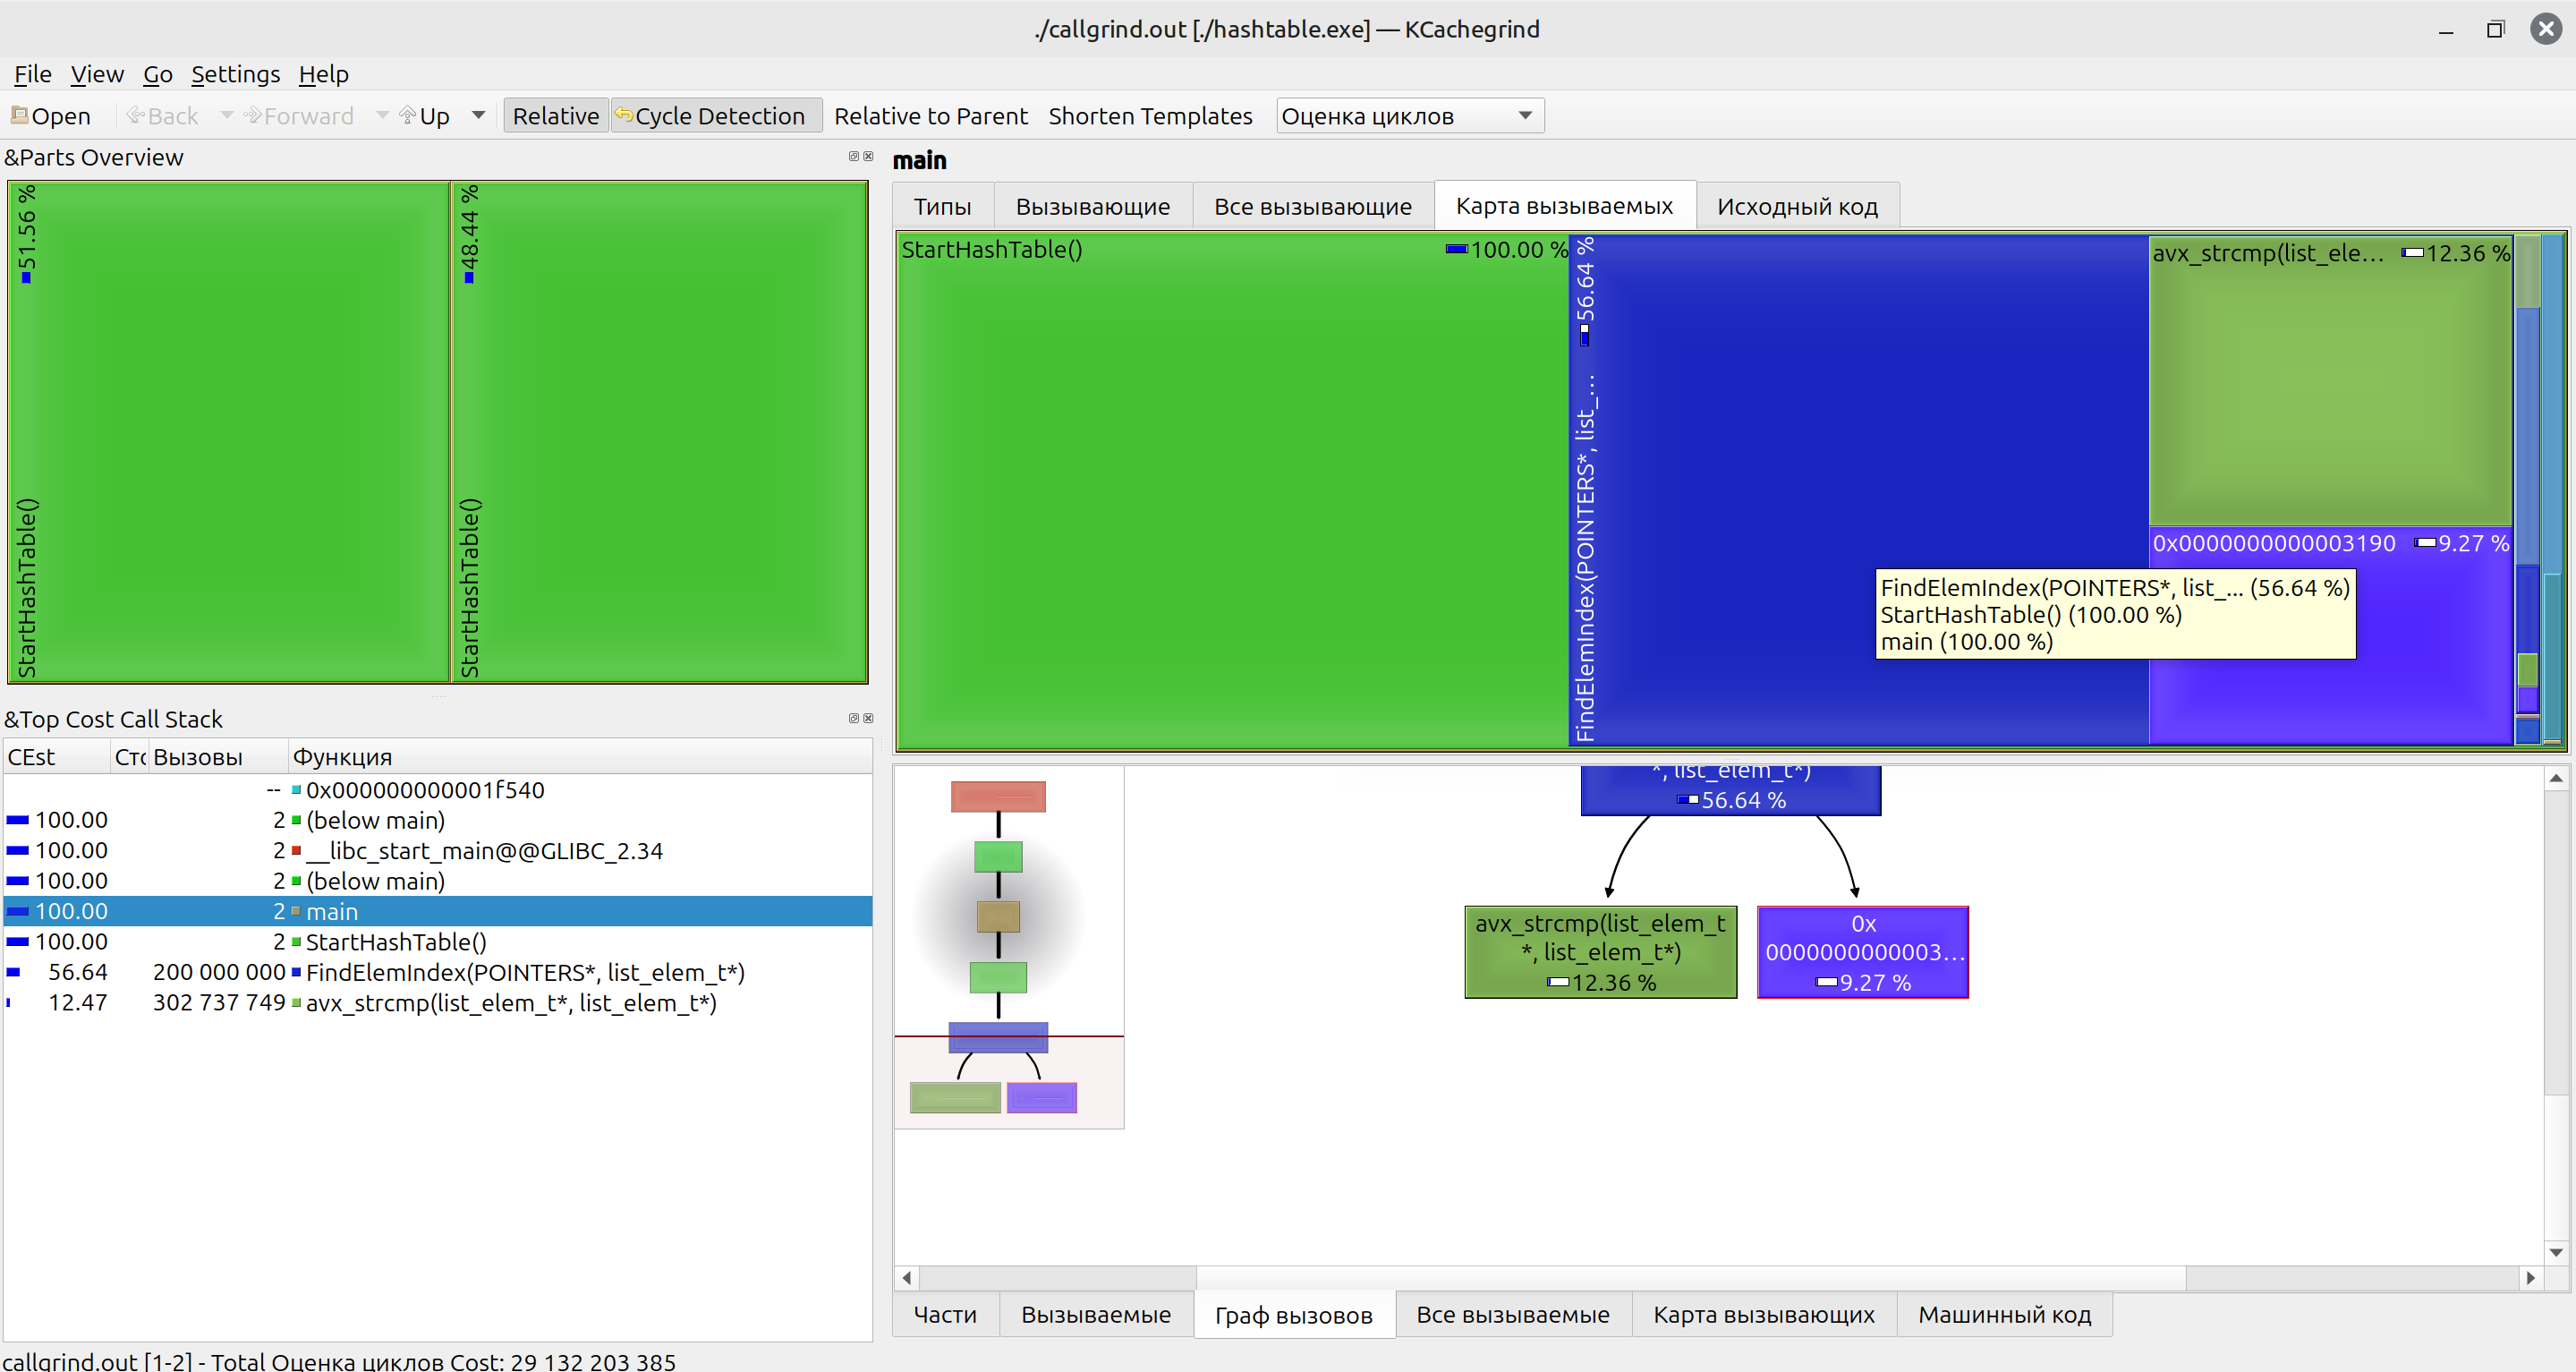 ./callgrind.out [./hashtable.exe] — KCachegrind
File View Go Settings Help
Open Back Forward Up Relative Cycle Detection Relative to Parent Shorten Templates Оценка циклов
&Parts Overview
51.56 %
StartHashTable()
48.44 %
StartHashTable()
&Top Cost Call Stack
CEst Сто Вызовы Функция
-- 0x000000000001f540
100.00 2 (below main)
100.00 2 __libc_start_main@@GLIBC_2.34
100.00 2 (below main)
100.00 2 main
100.00 2 StartHashTable()
56.64 200 000 000 FindElemIndex(POINTERS*, list_elem_t*)
12.47 302 737 749 avx_strcmp(list_elem_t*, list_elem_t*)
main
Типы Вызывающие Все вызывающие Карта вызываемых Исходный код
StartHashTable() 100.00 %
FindElemIndex(POINTERS*, list_... 56.64 %
avx_strcmp(list_ele... 12.36 %
0x0000000000003190 9.27 %
FindElemIndex(POINTERS*, list_... (56.64 %)
StartHashTable() (100.00 %)
main (100.00 %)
*, list_elem_t*)
56.64 %
avx_strcmp(list_elem_t
*, list_elem_t*)
12.36 %
0x
0000000000003...
9.27 %
Части Вызываемые Граф вызовов Все вызываемые Карта вызывающих Машинный код
callgrind.out [1-2] - Total Оценка циклов Cost: 29 132 203 385